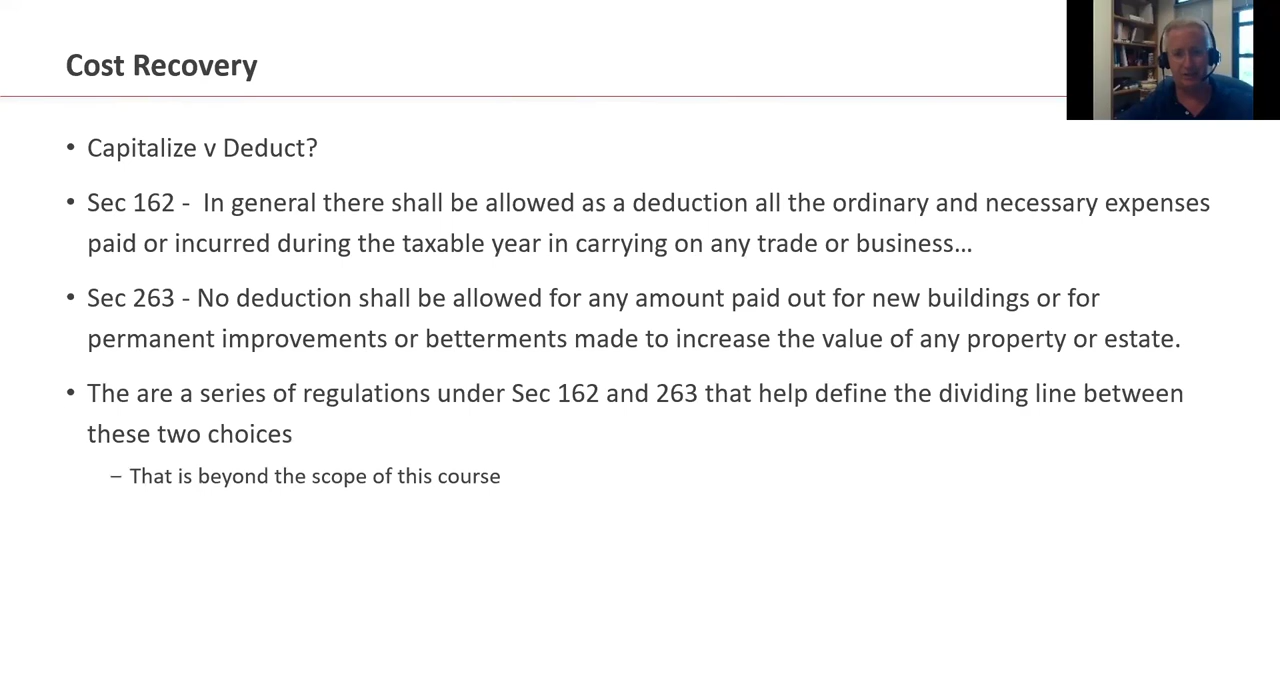 Cost Recovery
• Capitalize v Deduct?
• Sec 162 -  In general there shall be allowed as a deduction all the ordinary and necessary expenses
paid or incurred during the taxable year in carrying on any trade or business…
• Sec 263 - No deduction shall be allowed for any amount paid out for new buildings or for
permanent improvements or betterments made to increase the value of any property or estate.
• The are a series of regulations under Sec 162 and 263 that help define the dividing line between
these two choices
– That is beyond the scope of this course